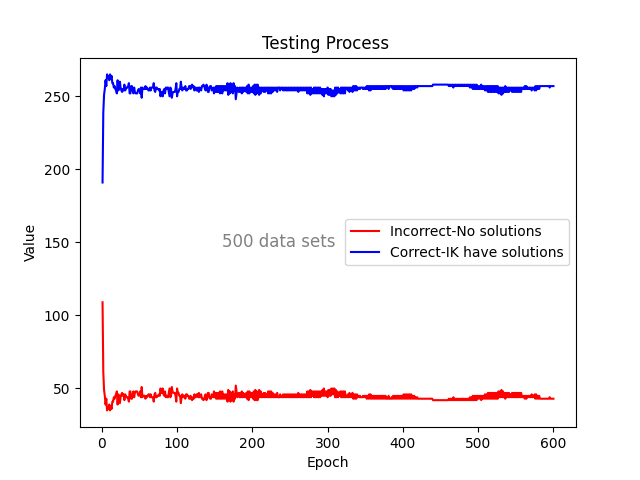 Testing Process
Value
250
200
150
100
50
500 data sets
Incorrect-No solutions
Correct-IK have solutions
0
100
200
300
400
500
600
Epoch